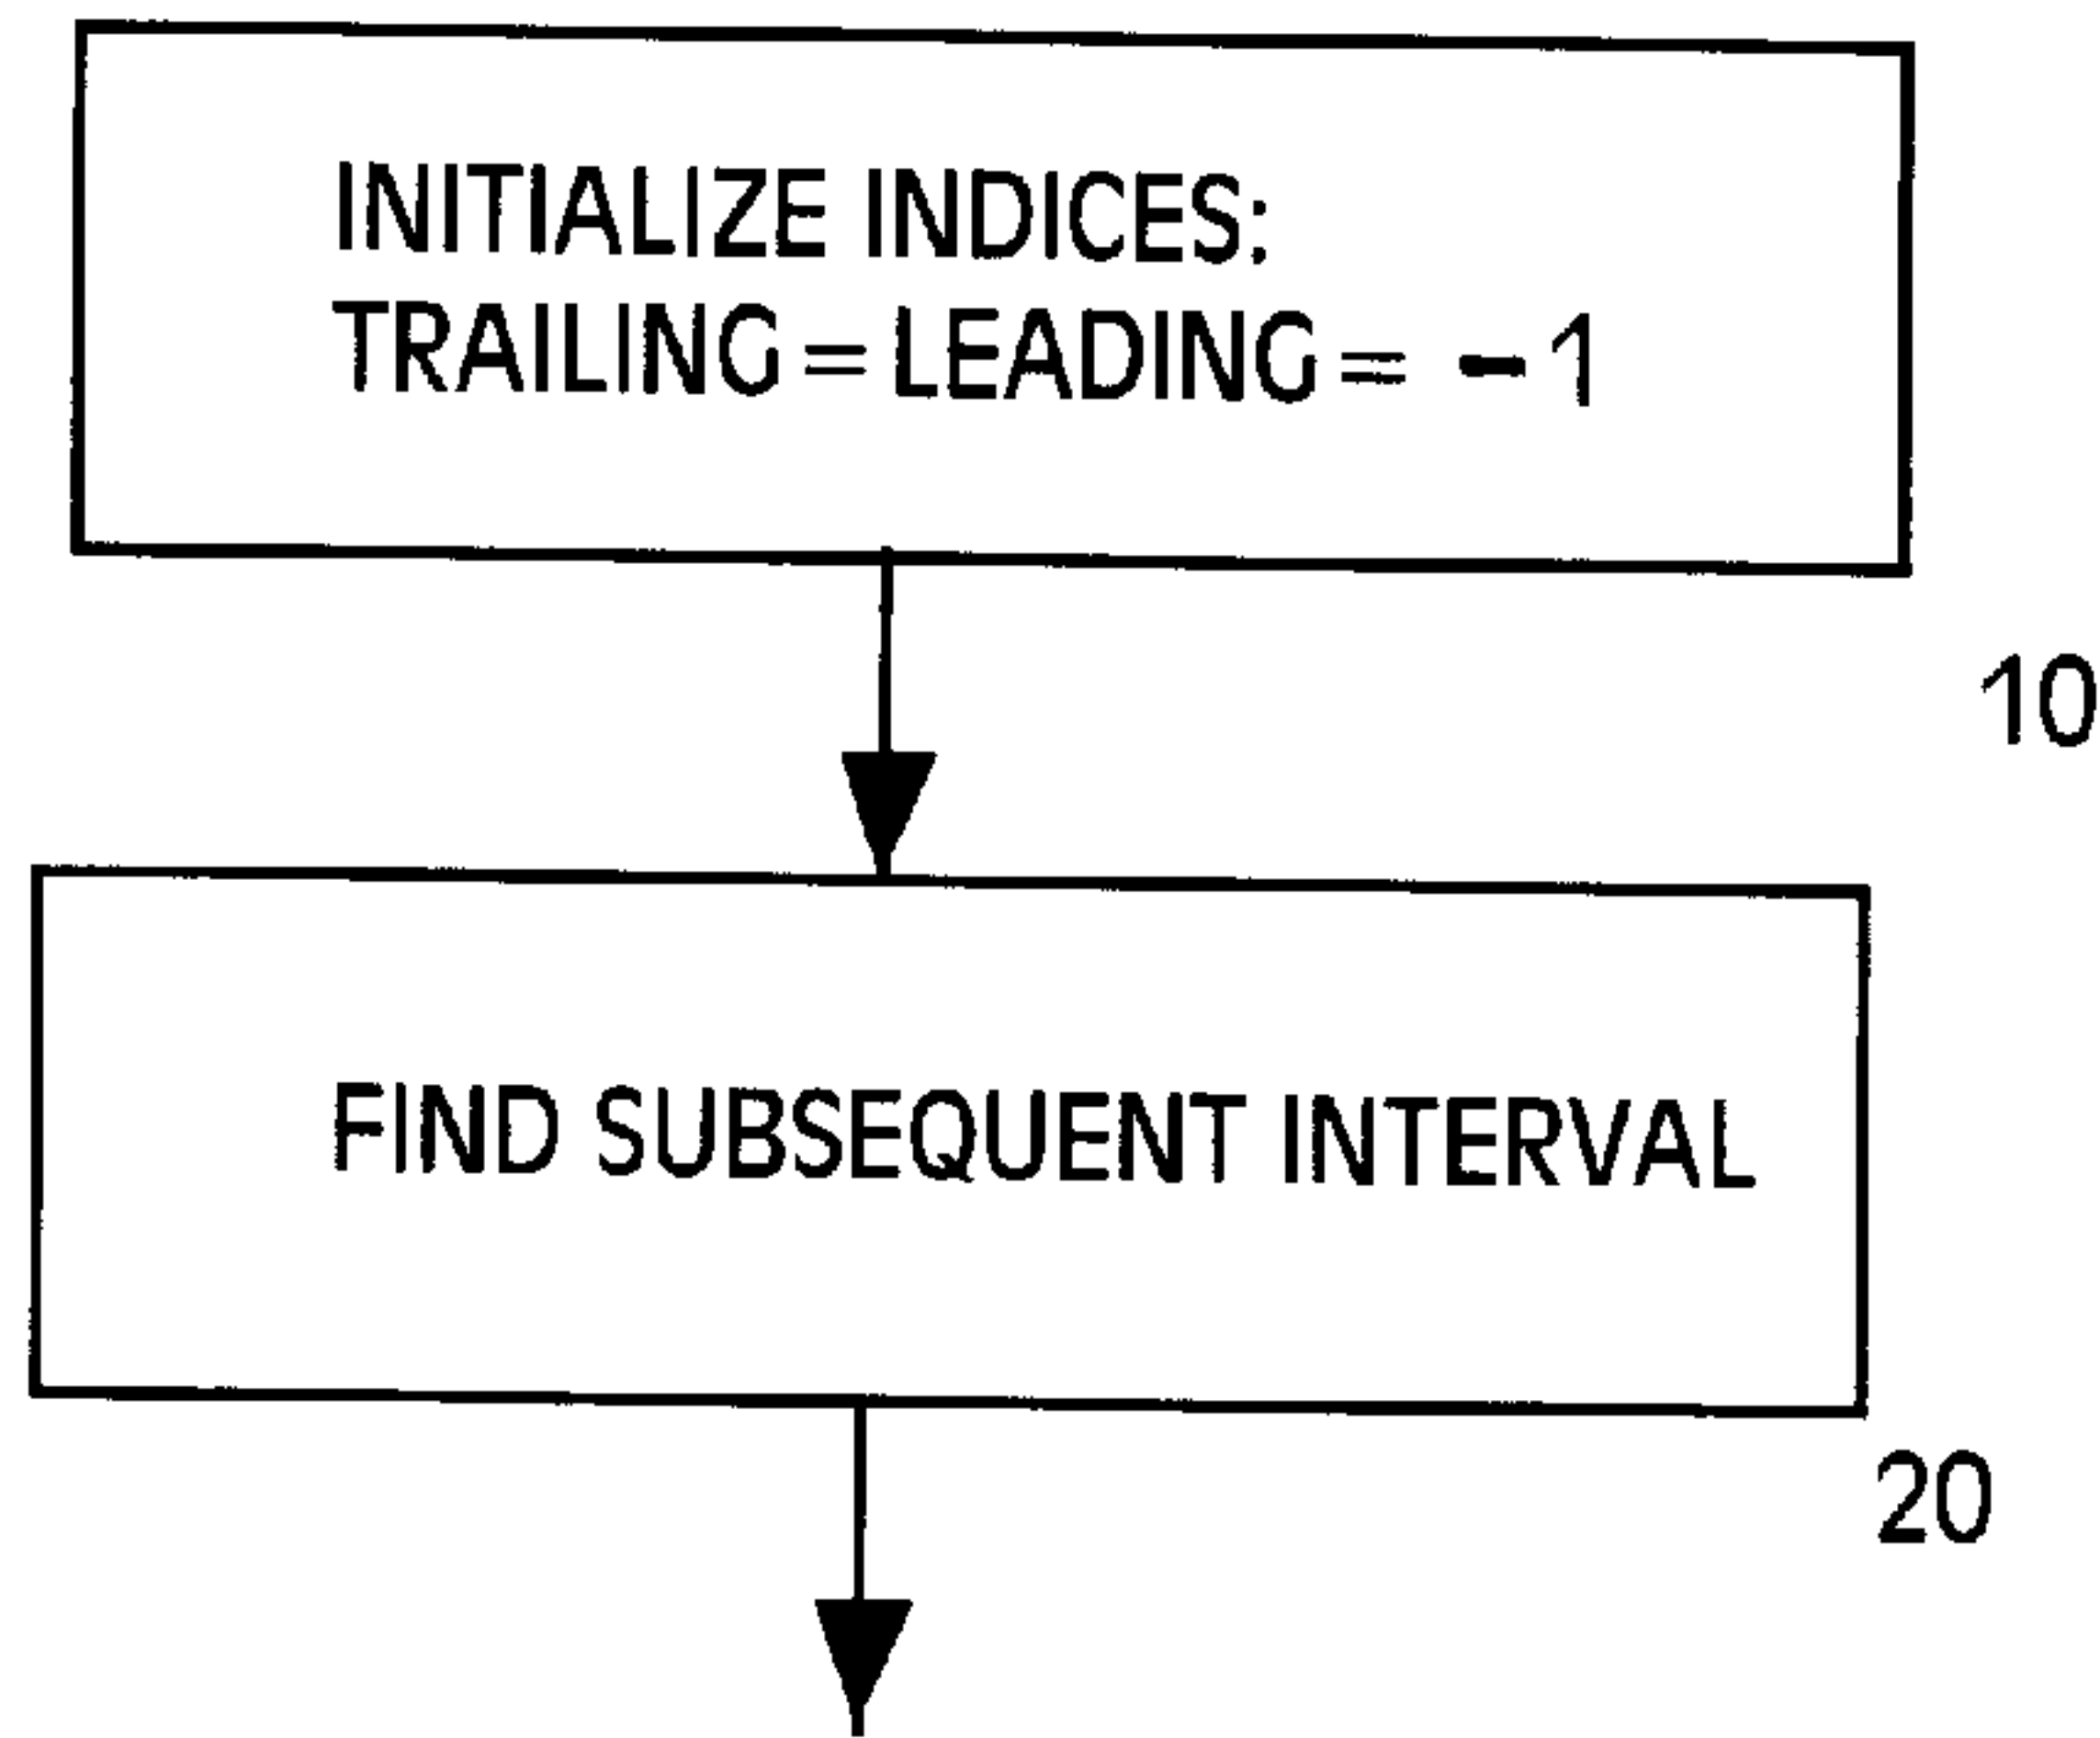 INITIALIZE INDICES:
TRAILING = LEADING = -1
10
FIND SUBSEQUENT INTERVAL
20